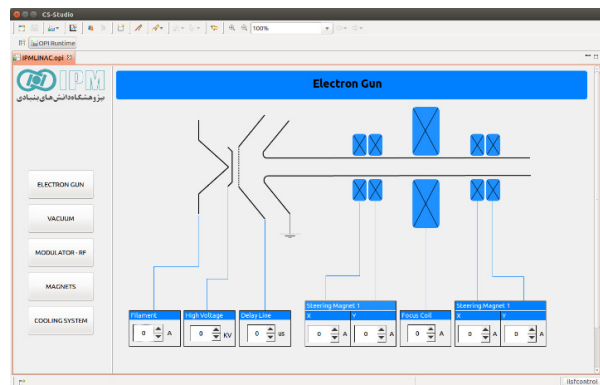 CS-Studio
100%
OPI Runtime
IPMLINAC.opi
IPM
پژوهشگاه دانش‌های بنیادی
Electron Gun
ELECTRON GUN
VACUUM
MODULATOR - RF
MAGNETS
COOLING SYSTEM
Filament
0 A
High Voltage
0 KV
Delay Line
0 us
Steering Magnet 1
X Y
0 A 0 A
Focus Coil
0 A
Steering Magnet 1
X Y
0 A 0 A
ilsfcontrol